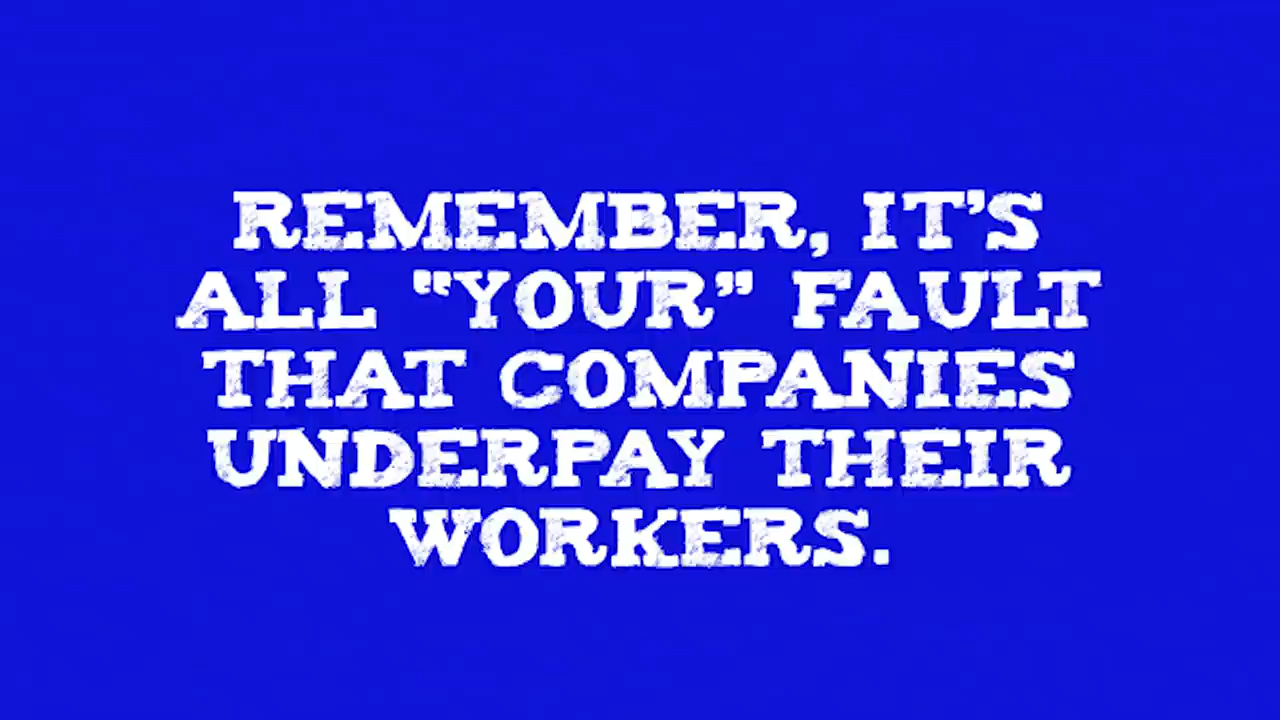 REMEMBER, IT'S
ALL "YOUR" FAULT
THAT COMPANIES
UNDERPAY THEIR
WORKERS.